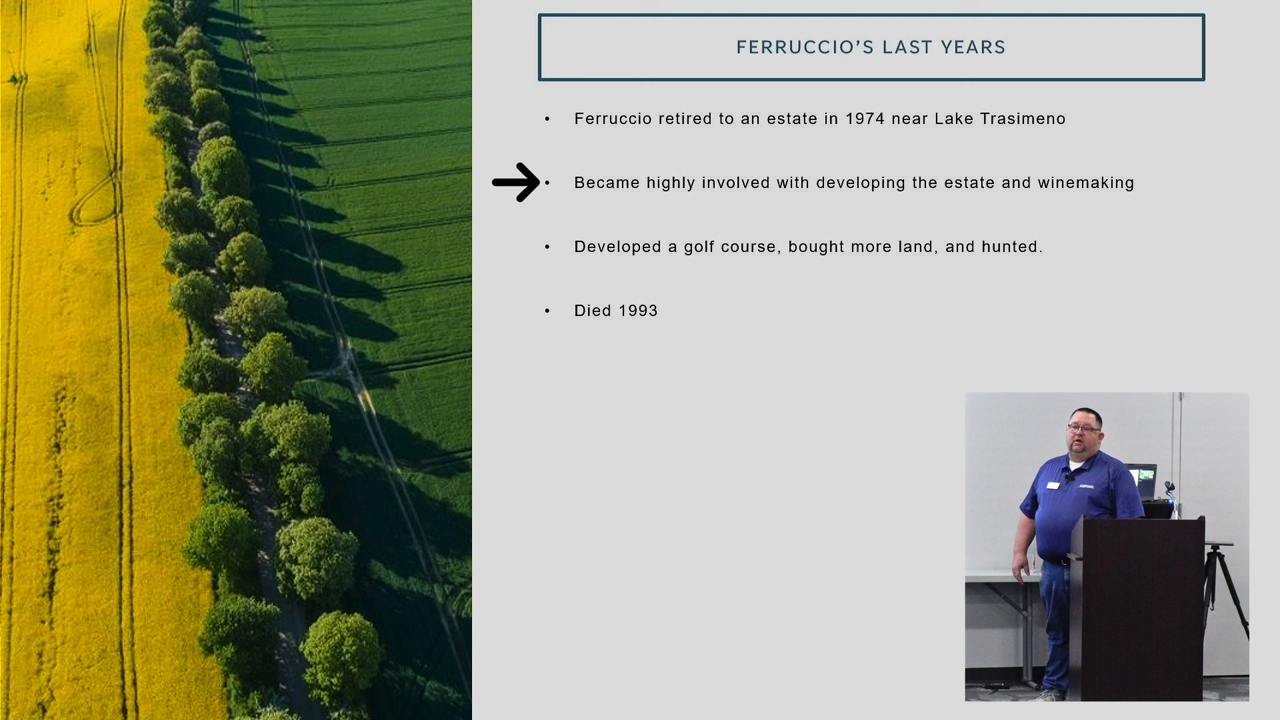 FERRUCCIO'S LAST YEARS
• Ferruccio retired to an estate in 1974 near Lake Trasimeno
• Became highly involved with developing the estate and winemaking
• Developed a golf course, bought more land, and hunted.
• Died 1993